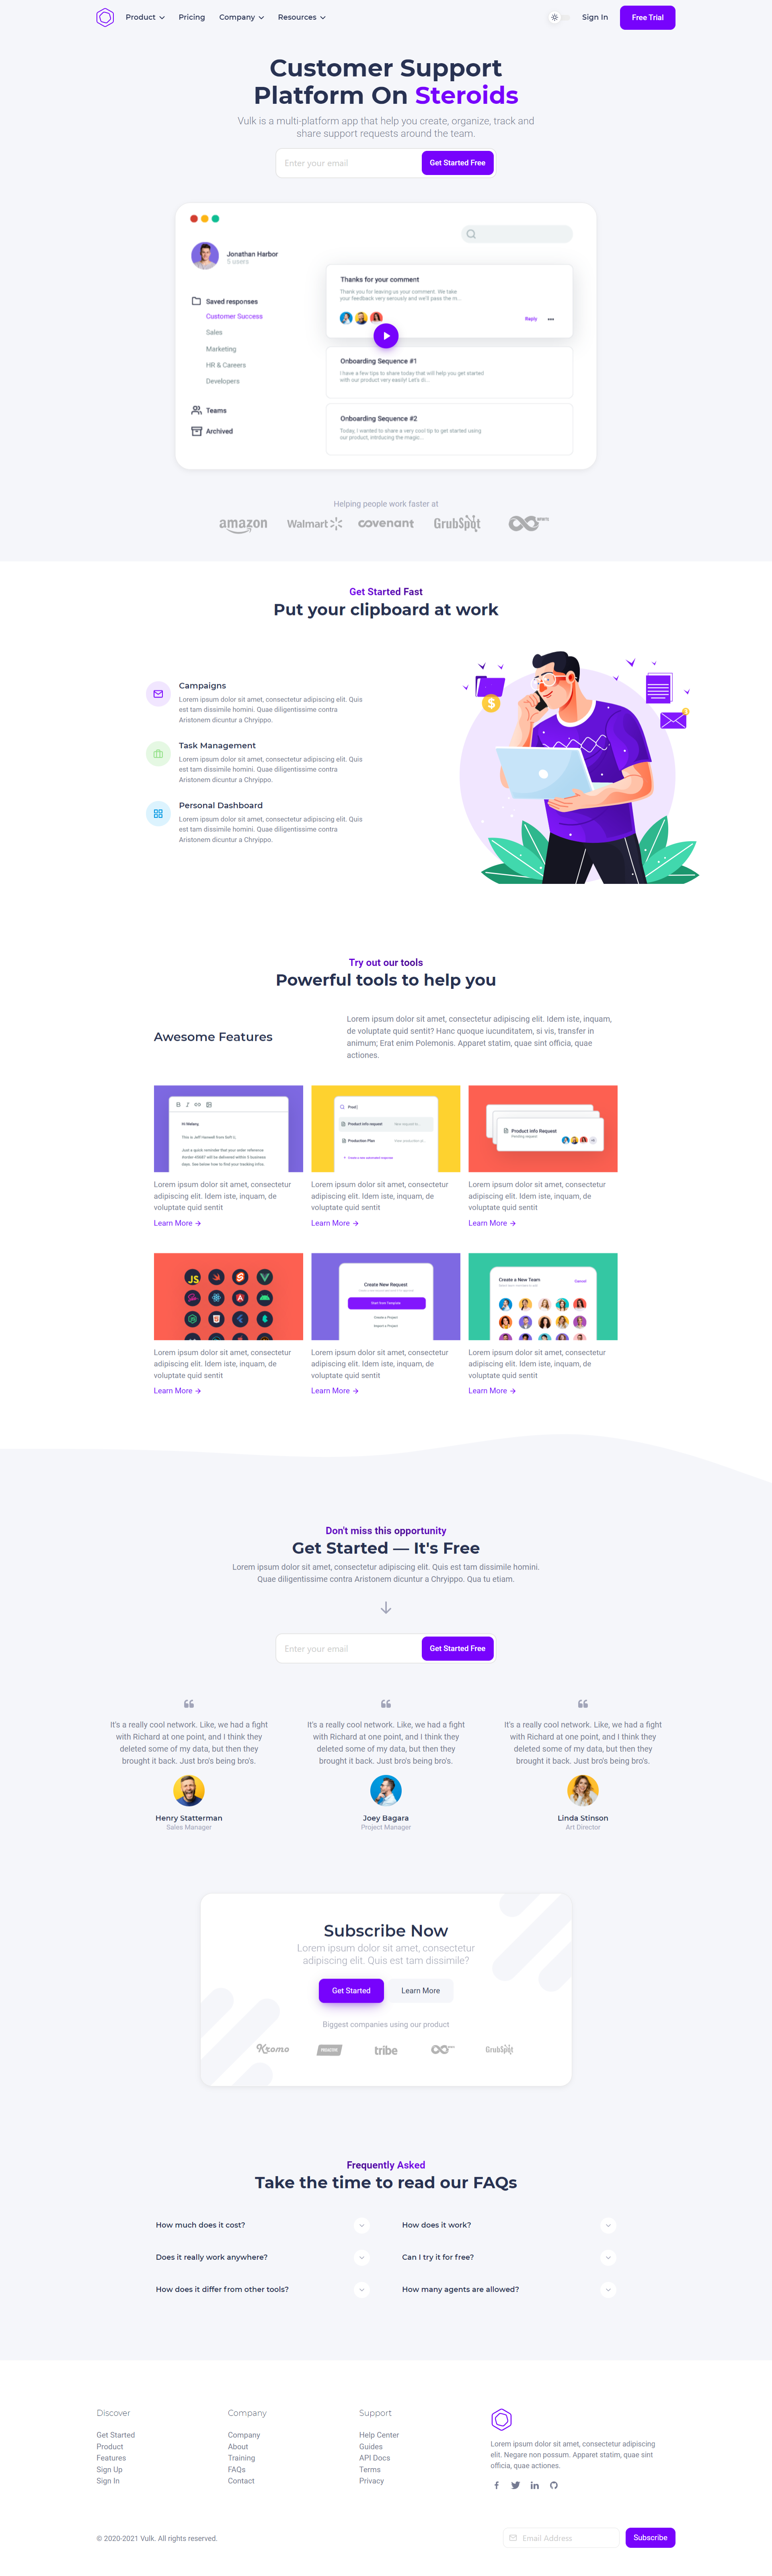 Product Pricing Company Resources Sign In Free Trial
Customer Support
Platform On Steroids
Vulk is a multi-platform app that help you create, organize, track and
share support requests around the team.
Enter your email Get Started Free
Jonathan Harbor
5 users
Saved responses
Customer Success
Sales
Marketing
HR & Careers
Developers
Teams
Archived
Thanks for your comment
Thank you for leaving us your comment. We take
your feedback very seriously and we'll pass the m...
Reply
Onboarding Sequence #1
I have a few tips to share today that will help you get started
with our product very easily! Let's di...
Onboarding Sequence #2
Today, I wanted to share a very cool tip to get started using
our product, intrducing the magic...
Helping people work faster at
amazon Walmart covenant GrubSpot
Get Started Fast
Put your clipboard at work
Campaigns
Lorem ipsum dolor sit amet, consectetur adipiscing elit. Quis
est tam dissimile homini. Quae diligentissime contra
Aristonem dicuntur a Chryippo.
Task Management
Lorem ipsum dolor sit amet, consectetur adipiscing elit. Quis
est tam dissimile homini. Quae diligentissime contra
Aristonem dicuntur a Chryippo.
Personal Dashboard
Lorem ipsum dolor sit amet, consectetur adipiscing elit. Quis
est tam dissimile homini. Quae diligentissime contra
Aristonem dicuntur a Chryippo.
$
Try out our tools
Powerful tools to help you
Awesome Features
Lorem ipsum dolor sit amet, consectetur adipiscing elit. Idem iste, inquam,
de voluptate quid sentit? Hanc quoque iucunditatem, si vis, transfer in
animum; Erat enim Polemonis. Apparet statim, quae sint officia, quae
actiones.
B I
Product info request
Production Plan
Product Info Request
Pending request
Lorem ipsum dolor sit amet, consectetur
adipiscing elit. Idem iste, inquam, de
voluptate quid sentit
Learn More
Lorem ipsum dolor sit amet, consectetur
adipiscing elit. Idem iste, inquam, de
voluptate quid sentit
Learn More
Lorem ipsum dolor sit amet, consectetur
adipiscing elit. Idem iste, inquam, de
voluptate quid sentit
Learn More
JS
Create New Request
Start from Template
Create a Project
Import a Project
Create a New Team
Cancel
Lorem ipsum dolor sit amet, consectetur
adipiscing elit. Idem iste, inquam, de
voluptate quid sentit
Learn More
Lorem ipsum dolor sit amet, consectetur
adipiscing elit. Idem iste, inquam, de
voluptate quid sentit
Learn More
Lorem ipsum dolor sit amet, consectetur
adipiscing elit. Idem iste, inquam, de
voluptate quid sentit
Learn More
Don't miss this opportunity
Get Started — It's Free
Lorem ipsum dolor sit amet, consectetur adipiscing elit. Quis est tam dissimile homini.
Quae diligentissime contra Aristonem dicuntur a Chryippo. Qua tu etiam.
Enter your email Get Started Free
It's a really cool network. Like, we had a fight
with Richard at one point, and I think they
deleted some of my data, but then they
brought it back. Just bro's being bro's.
Henry Statterman
Sales Manager
It's a really cool network. Like, we had a fight
with Richard at one point, and I think they
deleted some of my data, but then they
brought it back. Just bro's being bro's.
Joey Bagara
Project Manager
It's a really cool network. Like, we had a fight
with Richard at one point, and I think they
deleted some of my data, but then they
brought it back. Just bro's being bro's.
Linda Stinson
Art Director
Subscribe Now
Lorem ipsum dolor sit amet, consectetur
adipiscing elit. Quis est tam dissimile?
Get Started Learn More
Biggest companies using our product
Kromo tribe GrubSpot
Frequently Asked
Take the time to read our FAQs
How much does it cost? How does it work?
Does it really work anywhere? Can I try it for free?
How does it differ from other tools? How many agents are allowed?
Discover
Get Started
Product
Features
Sign Up
Sign In
Company
Company
About
Training
FAQs
Contact
Support
Help Center
Guides
API Docs
Terms
Privacy
Lorem ipsum dolor sit amet, consectetur adipiscing
elit. Negare non possum. Apparet statim, quae sint
officia, quae actiones.
© 2020-2021 Vulk. All rights reserved.
Email Address Subscribe